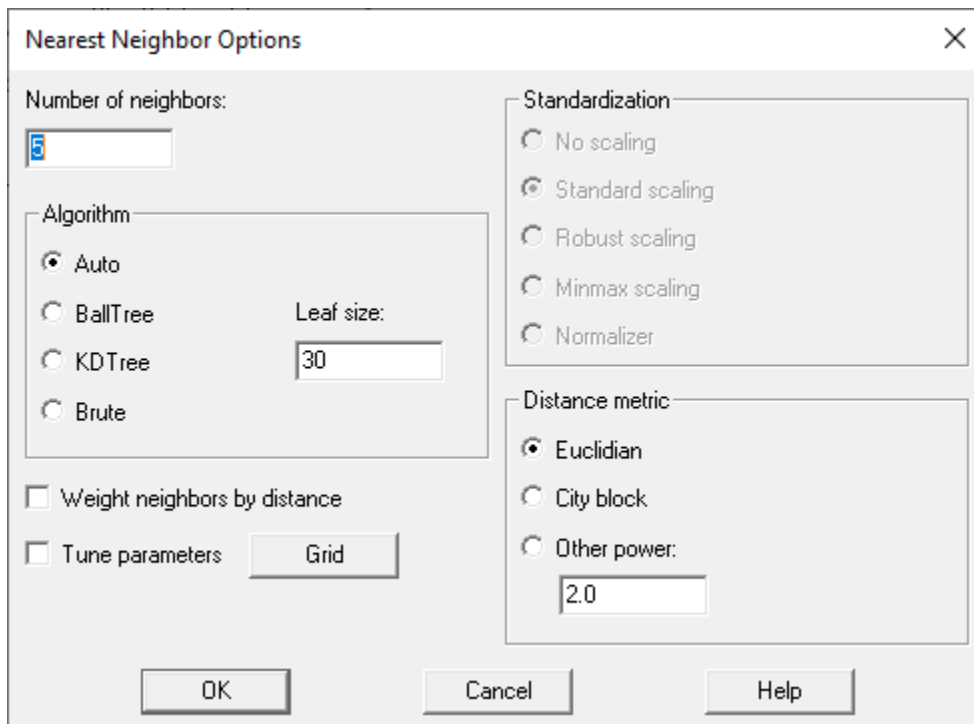 Nearest Neighbor Options
Number of neighbors:
5
Algorithm
Auto
BallTree
Leaf size:
KDTree
30
Brute
Weight neighbors by distance
Tune parameters
Grid
Standardization
No scaling
Standard scaling
Robust scaling
Minmax scaling
Normalizer
Distance metric
Euclidian
City block
Other power:
2.0
OK
Cancel
Help